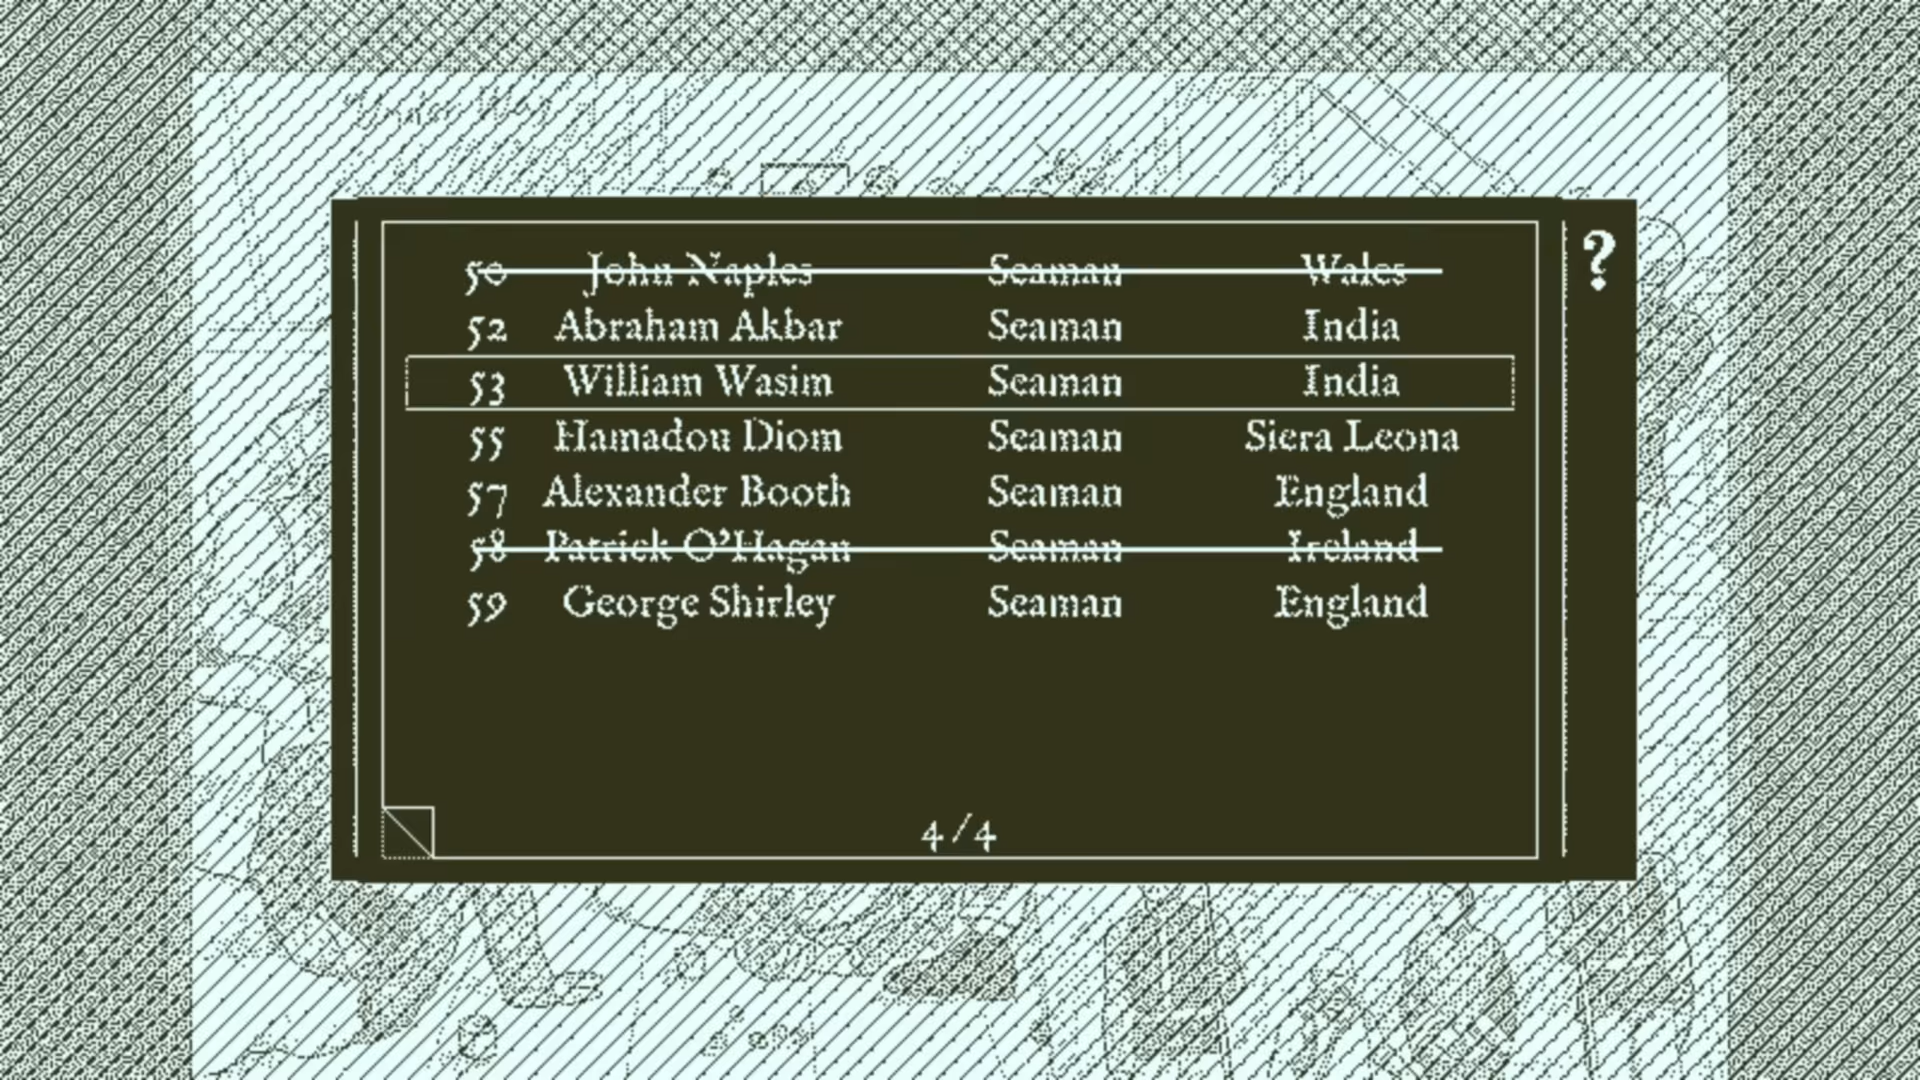 ?
50 John Naples Seaman Wales
52 Abraham Akbar Seaman India
53 William Wasim Seaman India
55 Hamadou Diom Seaman Siera Leona
57 Alexander Booth Seaman England
58 Patrick O'Hagan Seaman Ireland
59 George Shirley Seaman England
4/4